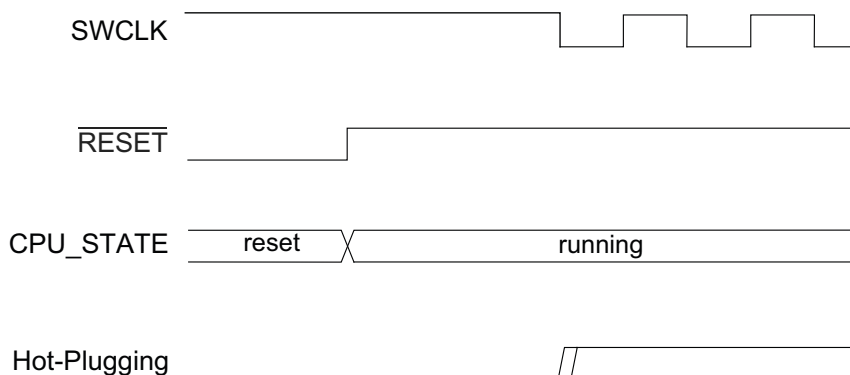 SWCLK
RESET
CPU_STATE
reset
running
Hot-Plugging